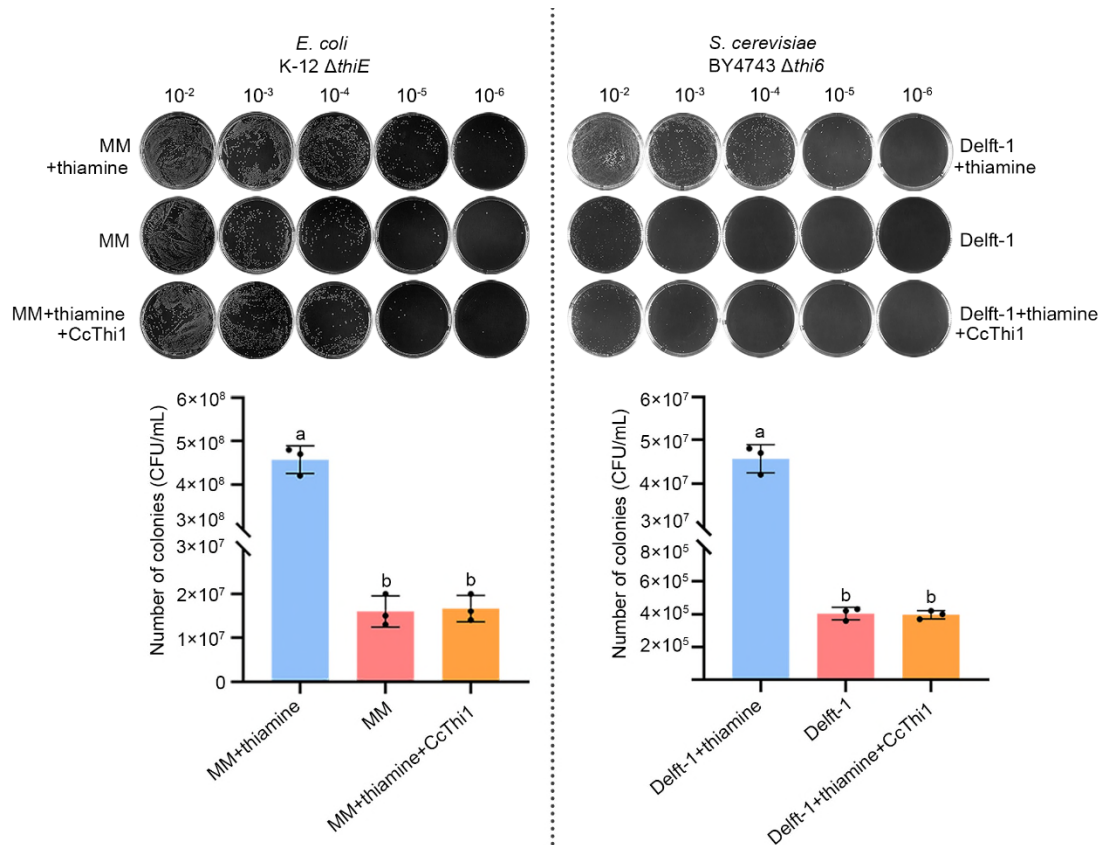 E. coli
K-12 ΔthiE
10⁻² 10⁻³ 10⁻⁴ 10⁻⁵ 10⁻⁶
MM
+thiamine
MM
MM+thiamine
+CcThi1
S. cerevisiae
BY4743 Δthi6
10⁻² 10⁻³ 10⁻⁴ 10⁻⁵ 10⁻⁶
Delft-1
+thiamine
Delft-1
Delft-1+thiamine
+CcThi1
Number of colonies (CFU/mL)
6×10⁸
5×10⁸
4×10⁸
3×10⁸
3×10⁷
2×10⁷
1×10⁷
0
a
b
b
MM+thiamine
MM
MM+thiamine+CcThi1
Number of colonies (CFU/mL)
6×10⁷
5×10⁷
4×10⁷
3×10⁷
8×10⁵
6×10⁵
4×10⁵
2×10⁵
a
b
b
Delft-1+thiamine
Delft-1
Delft-1+thiamine+CcThi1